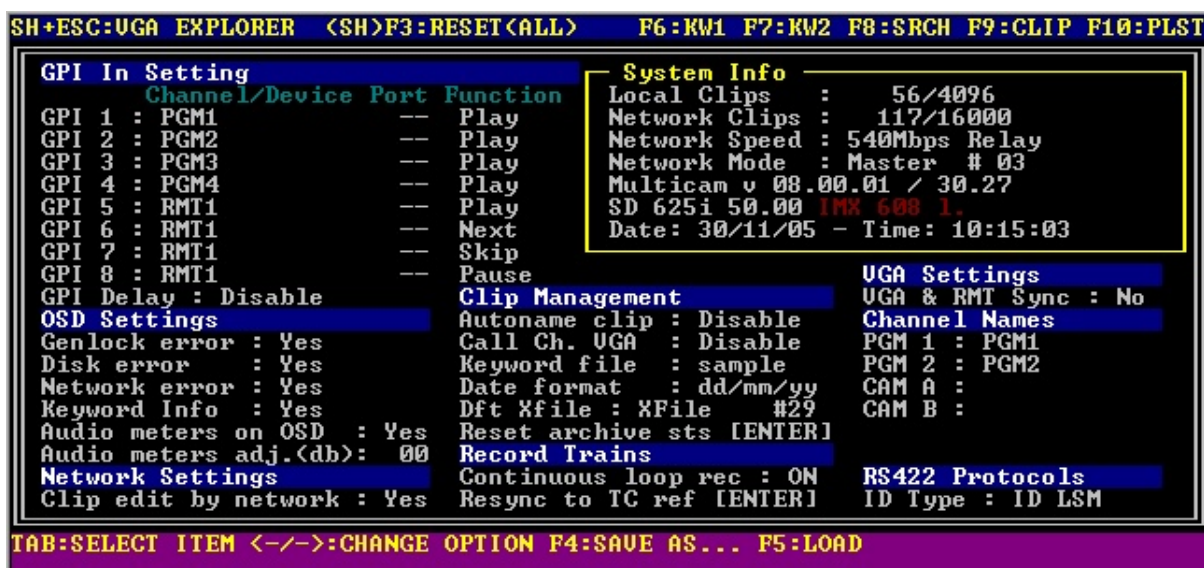 SH+ESC:VGA EXPLORER (SH)F3:RESET(ALL) F6:KW1 F7:KW2 F8:SRCH F9:CLIP F10:PLST
GPI In Setting
Channel/Device Port Function
GPI 1 : PGM1 -- Play
GPI 2 : PGM2 -- Play
GPI 3 : PGM3 -- Play
GPI 4 : PGM4 -- Play
GPI 5 : RMT1 -- Play
GPI 6 : RMT1 -- Next
GPI 7 : RMT1 -- Skip
GPI 8 : RMT1 -- Pause
GPI Delay : Disable
System Info
Local Clips : 56/4096
Network Clips : 117/16000
Network Speed : 540Mbps Relay
Network Mode : Master # 03
Multicam v 08.00.01 / 30.27
SD 625i 50.00 IMX 608 l.
Date: 30/11/05 - Time: 10:15:03
OSD Settings
Genlock error : Yes
Disk error : Yes
Network error : Yes
Keyword Info : Yes
Audio meters on OSD : Yes
Audio meters adj.(db): 00
Network Settings
Clip edit by network : Yes
Clip Management
Autoname clip : Disable
Call Ch. VGA : Disable
Keyword file : sample
Date format : dd/mm/yy
Dft Xfile : XFile #29
Reset archive sts [ENTER]
Record Trains
Continuous loop rec : ON
Resync to TC ref [ENTER]
VGA Settings
VGA & RMT Sync : No
Channel Names
PGM 1 : PGM1
PGM 2 : PGM2
CAM A :
CAM B :
RS422 Protocols
ID Type : ID LSM
TAB:SELECT ITEM <-/->:CHANGE OPTION F4:SAVE AS... F5:LOAD